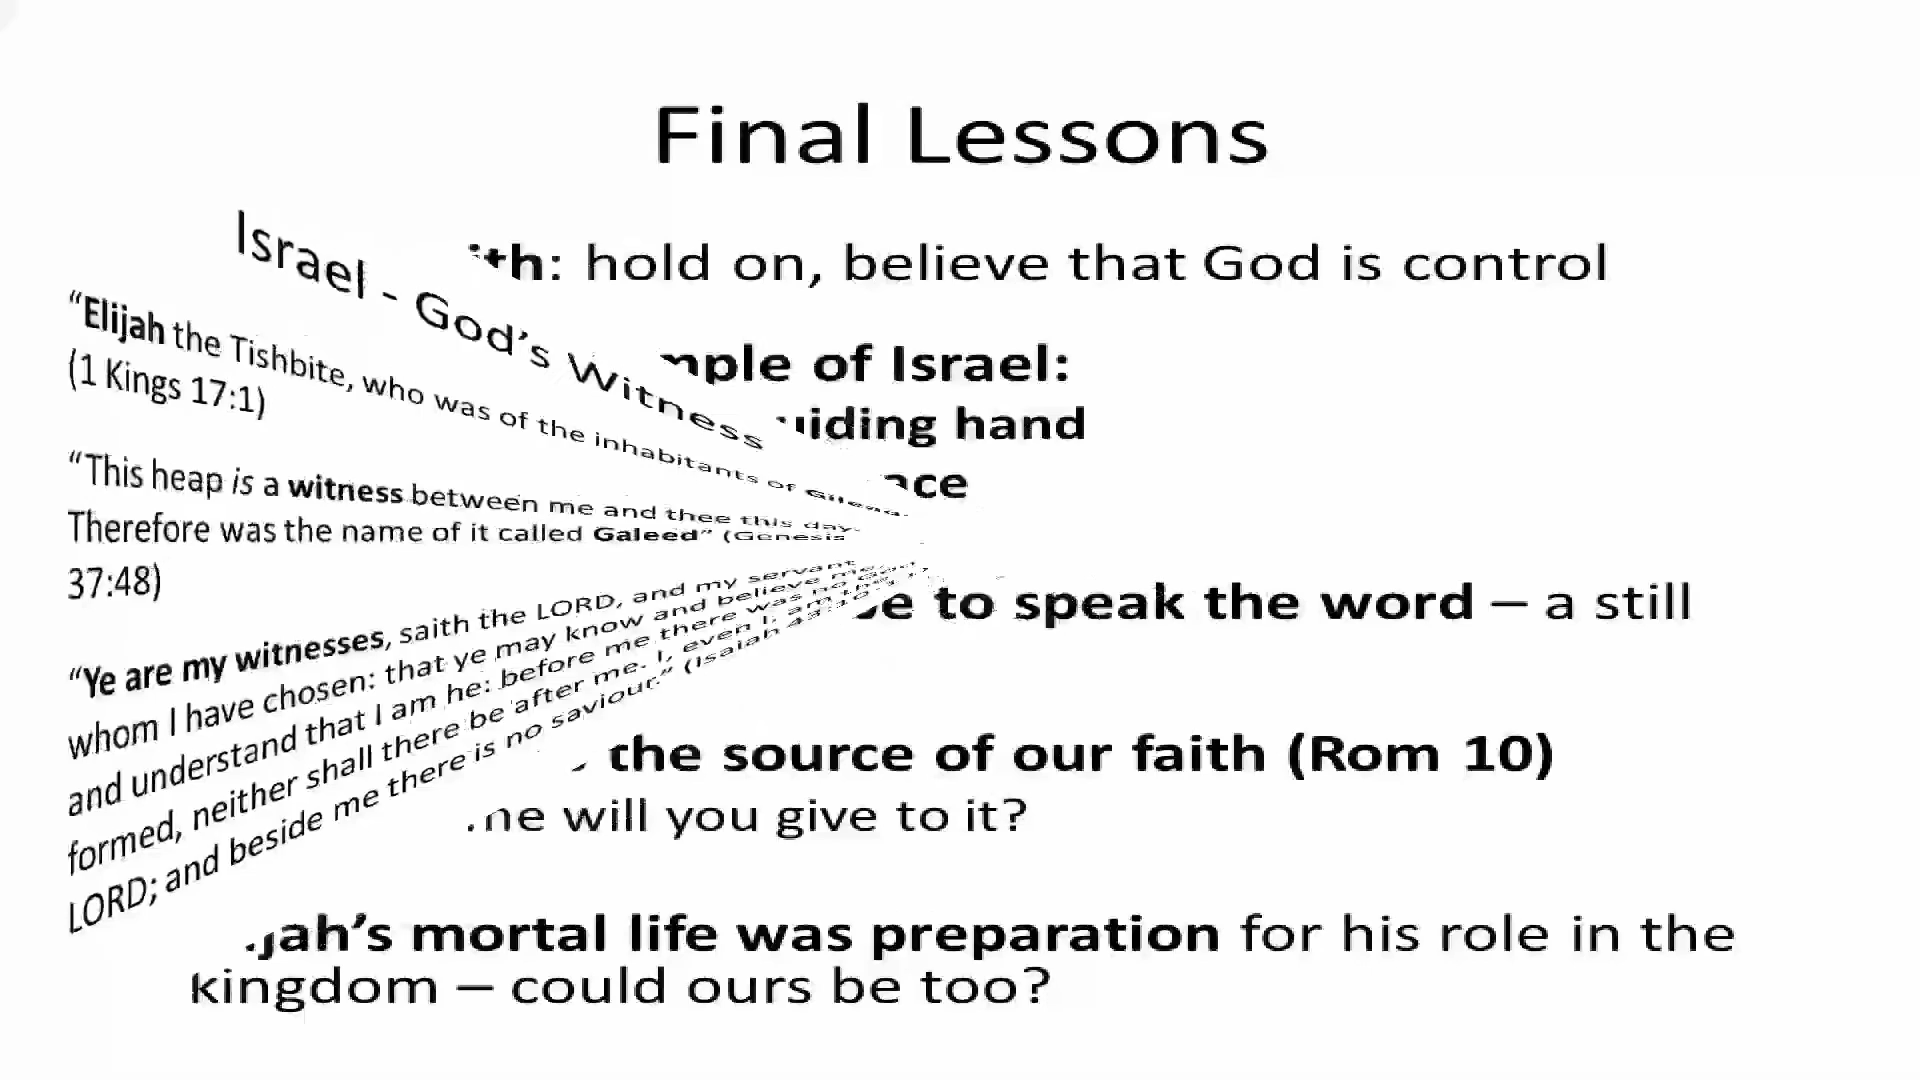 Final Lessons
hold on, believe that God is control
of Israel:
hand
to speak the word – a still
the source of our faith (Rom 10)
will you give to it?
mortal life was preparation for his role in the
kingdom – could ours be too?
Israel - God's Witness
"Elijah the Tishbite, who was of the inhabitants of Gilead
(1 Kings 17:1)
"This heap is a witness between me and thee this day.
Therefore was the name of it called Galeed" (Genesis
37:48)
"Ye are my witnesses, saith the LORD, and my servant
whom I have chosen: that ye may know and believe me,
and understand that I am he: before me there was no God
formed, neither shall there be after me. I, even I, am the
LORD; and beside me there is no saviour." (Isaiah